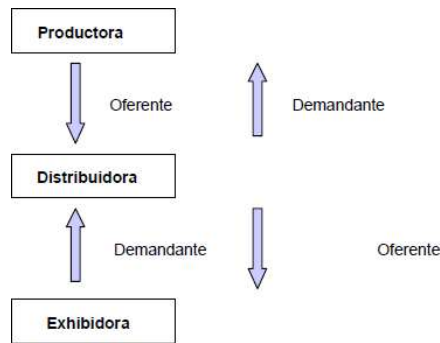 Productora
Oferente
Demandante
Distribuidora
Demandante
Oferente
Exhibidora